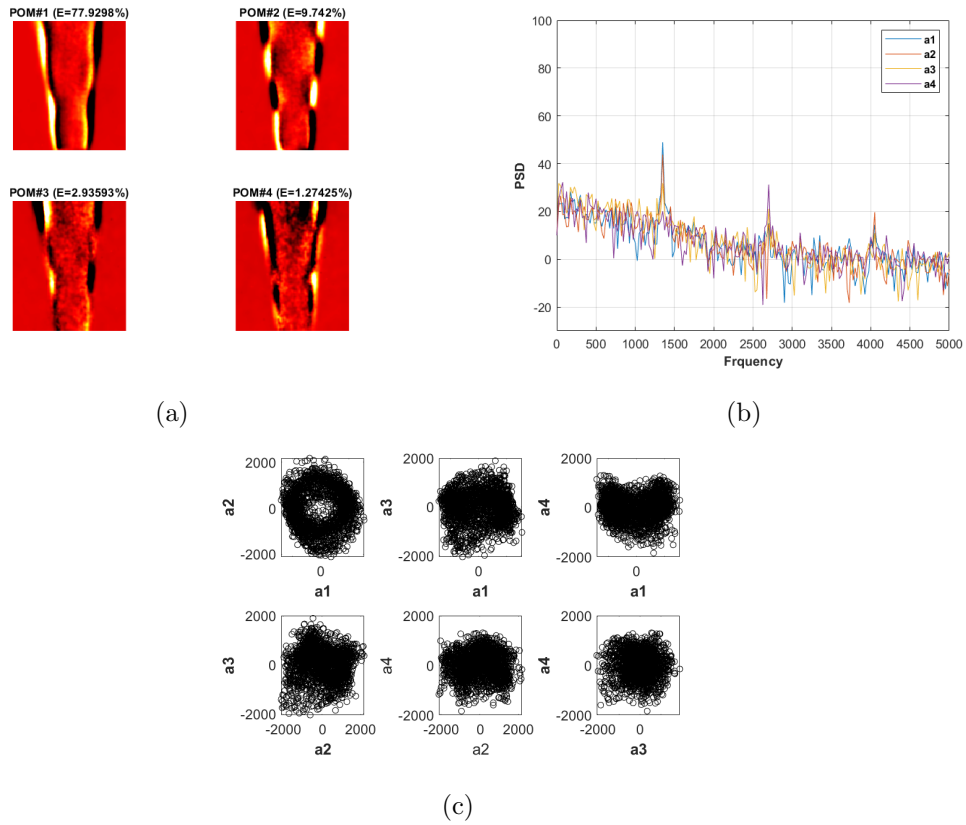 POM#1 (E=77.9298%)
POM#2 (E=9.742%)
POM#3 (E=2.93593%)
POM#4 (E=1.27425%)
(a)
100
80
60
40
20
0
-20
PSD
a1
a2
a3
a4
0 500 1000 1500 2000 2500 3000 3500 4000 4500 5000
Frquency
(b)
2000
0
-2000
a2
0
a1
2000
0
-2000
a3
0
a1
2000
0
-2000
a4
0
a1
2000
0
-2000
a3
-2000 0 2000
a2
2000
0
-2000
a4
-2000 0 2000
a2
2000
0
-2000
a4
-2000 0
a3
(c)